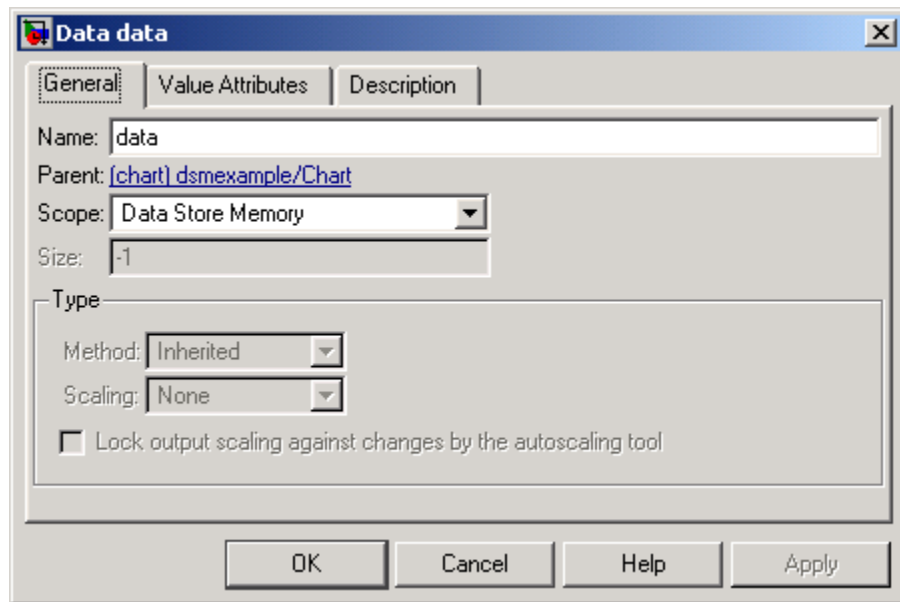 Data data
General Value Attributes Description
Name: data
Parent: (chart) dsmexample/Chart
Scope: Data Store Memory
Size: -1
Type
Method: Inherited
Scaling: None
Lock output scaling against changes by the autoscaling tool
OK Cancel Help Apply